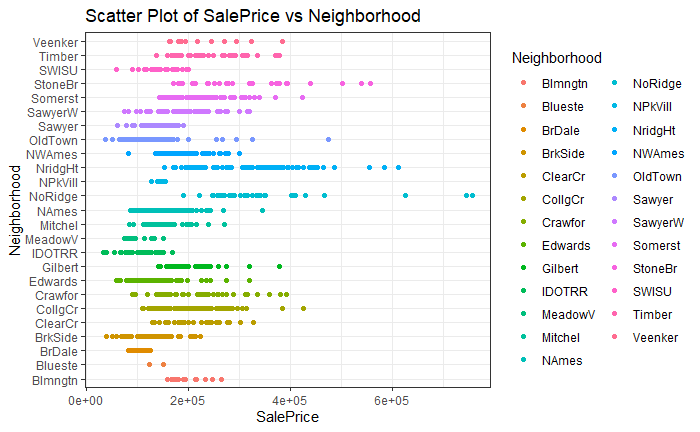 Scatter Plot of SalePrice vs Neighborhood
Neighborhood
Veenker
Timber
SWISU
StoneBr
Somerst
SawyerW
Sawyer
OldTown
NWAmes
NridgHt
NPkVill
NoRidge
NAmes
Mitchel
MeadowV
IDOTRR
Gilbert
Edwards
Crawfor
CollgCr
ClearCr
BrkSide
BrDale
Blueste
Blmngtn
0e+00 2e+05 4e+05 6e+05
SalePrice
Neighborhood
Blmngtn
Blueste
BrDale
BrkSide
ClearCr
CollgCr
Crawfor
Edwards
Gilbert
IDOTRR
MeadowV
Mitchel
NAmes
NoRidge
NPkVill
NridgHt
NWAmes
OldTown
Sawyer
SawyerW
Somerst
StoneBr
SWISU
Timber
Veenker